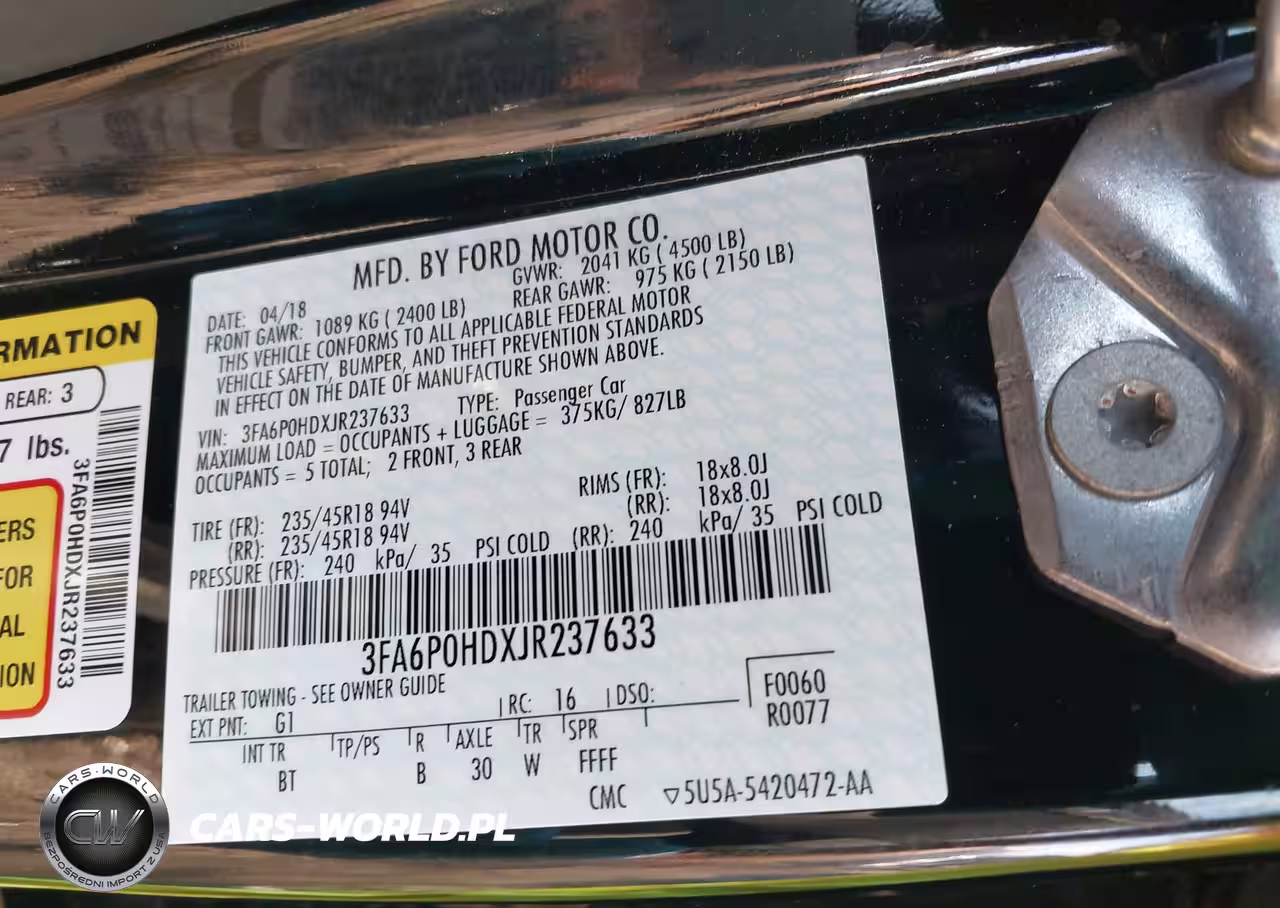 RMATION
REAR: 3
7 lbs.
ERS
FOR
AL
ION
3FA6P0HDXJR237633
MFD. BY FORD MOTOR CO.
DATE: 04/18 GVWR: 2041 KG ( 4500 LB)
FRONT GAWR: 1089 KG ( 2400 LB) REAR GAWR: 975 KG ( 2150 LB)
THIS VEHICLE CONFORMS TO ALL APPLICABLE FEDERAL MOTOR
VEHICLE SAFETY, BUMPER, AND THEFT PREVENTION STANDARDS
IN EFFECT ON THE DATE OF MANUFACTURE SHOWN ABOVE.
VIN: 3FA6P0HDXJR237633 TYPE: Passenger Car
MAXIMUM LOAD = OCCUPANTS + LUGGAGE = 375KG/ 827LB
OCCUPANTS = 5 TOTAL; 2 FRONT, 3 REAR
TIRE (FR): 235/45R18 94V RIMS (FR): 18x8.0J
(RR): 235/45R18 94V (RR): 18x8.0J
PRESSURE (FR): 240 kPa/ 35 PSI COLD (RR): 240 kPa/ 35 PSI COLD
3FA6P0HDXJR237633
TRAILER TOWING - SEE OWNER GUIDE
EXT PNT: G1 RC: 16 DSO: F0060
R0077
INT TR TP/PS R AXLE TR SPR
BT B 30 W FFFF
CMC ▽5U5A-5420472-AA
CARS-WORLD
CW
BEZPOŚREDNI IMPORT Z USA
CARS-WORLD.PL